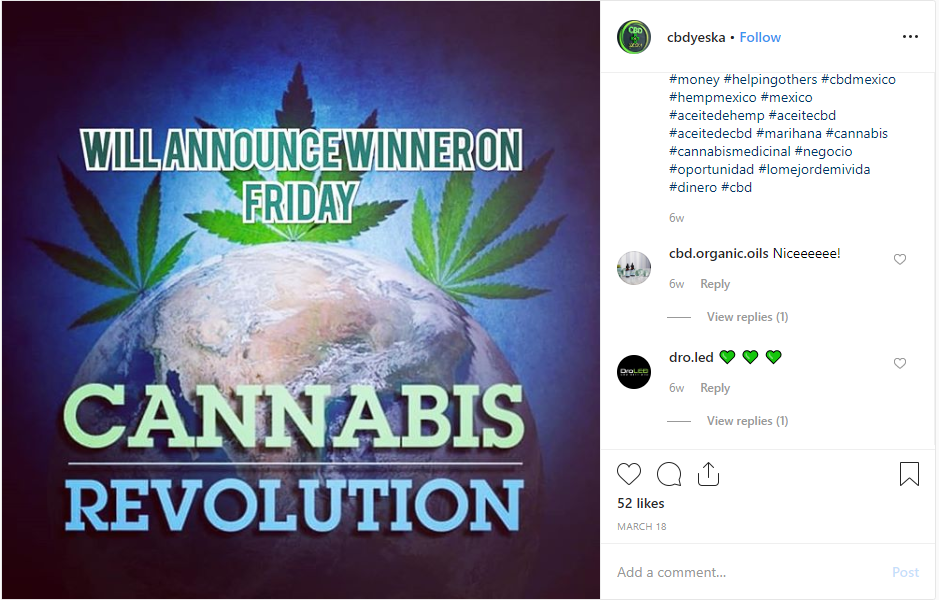 WILL ANNOUNCE WINNER ON
FRIDAY
CANNABIS
REVOLUTION
cbdyeska • Follow
#money #helpingothers #cbdmexico
#hempmexico #mexico
#aceitedehemp #aceitecbd
#aceitedecbd #marihana #cannabis
#cannabismedicinal #negocio
#oportunidad #lomejordemivida
#dinero #cbd
6w
cbd.organic.oils Niceeeeee!
6w Reply
View replies (1)
dro.led 💚 💚 💚
6w Reply
View replies (1)
52 likes
MARCH 18
Add a comment... Post